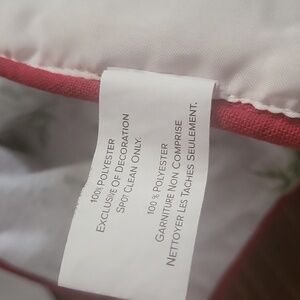 100% POLYESTER
EXCLUSIVE OF DECORATION
SPOT CLEAN ONLY.
100 % POLYESTER
GARNITURE NON COMPRISE
NETTOYER LES TACHES SEULEMENT.